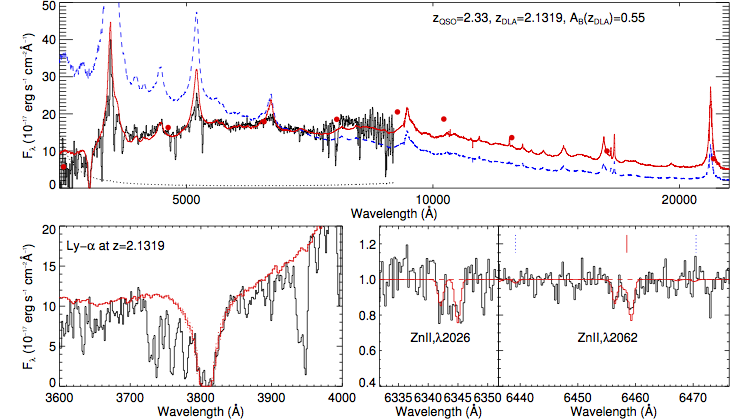 z_QSO=2.33, z_DLA=2.1319, A_B(z_DLA)=0.55
50
40
30
20
10
0
F_λ (10⁻¹⁷ erg s⁻¹ cm⁻²Å⁻¹)
5000 10000 20000
Wavelength (Å)
Ly−α at z=2.1319
20
15
10
5
0
F_λ (10⁻¹⁷ erg s⁻¹ cm⁻²Å⁻¹)
3600 3700 3800 3900 4000
Wavelength (Å)
1.2
1.0
0.8
0.6
0.4
ZnII,λ2026 ZnII,λ2062
6335 6340 6345 6350 6440 6450 6460 6470
Wavelength (Å) Wavelength (Å)